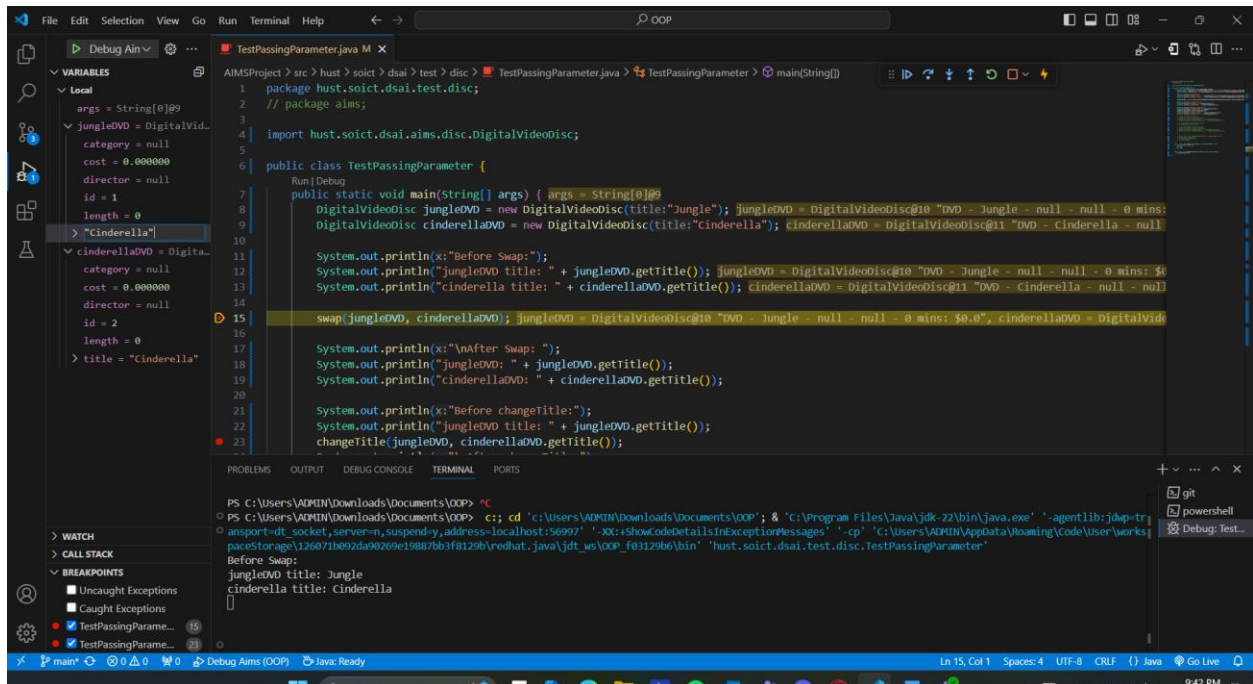 File Edit Selection View Go Run Terminal Help
OOP
Debug Ain
TestPassingParameter.java M
VARIABLES
Local
args = String[0]@9
jungleDVD = DigitalVid...
category = null
cost = 0.000000
director = null
id = 1
length = 0
"Cinderella"
cinderellaDVD = Digita...
category = null
cost = 0.000000
director = null
id = 2
length = 0
title = "Cinderella"
WATCH
CALL STACK
BREAKPOINTS
Uncaught Exceptions
Caught Exceptions
TestPassingParame... 15
TestPassingParame... 23
AIMSProject > src > hust > soict > dsai > test > disc > TestPassingParameter.java > TestPassingParameter > main(String[])
1 package hust.soict.dsai.test.disc;
2 // package aims;
3
4 import hust.soict.dsai.aims.disc.DigitalVideoDisc;
5
6 public class TestPassingParameter {
Run | Debug
7 public static void main(String[] args) { args = String[0]@9
8 DigitalVideoDisc jungleDVD = new DigitalVideoDisc(title:"Jungle"); jungleDVD = DigitalVideoDisc@10 "DVD - Jungle - null - null - 0 mins:
9 DigitalVideoDisc cinderellaDVD = new DigitalVideoDisc(title:"Cinderella"); cinderellaDVD = DigitalVideoDisc@11 "DVD - Cinderella - null
10
11 System.out.println(x:"Before Swap:");
12 System.out.println("jungleDVD title: " + jungleDVD.getTitle()); jungleDVD = DigitalVideoDisc@10 "DVD - Jungle - null - null - 0 mins: $0
13 System.out.println("cinderella title: " + cinderellaDVD.getTitle()); cinderellaDVD = DigitalVideoDisc@11 "DVD - Cinderella - null - null
14
15 swap(jungleDVD, cinderellaDVD); jungleDVD = DigitalVideoDisc@10 "DVD - Jungle - null - null - 0 mins: $0.0", cinderellaDVD = DigitalVide
16
17 System.out.println(x:"\nAfter Swap: ");
18 System.out.println("jungleDVD: " + jungleDVD.getTitle());
19 System.out.println("cinderellaDVD: " + cinderellaDVD.getTitle());
20
21 System.out.println(x:"Before changeTitle:");
22 System.out.println("jungleDVD title: " + jungleDVD.getTitle());
23 changeTitle(jungleDVD, cinderellaDVD.getTitle());
PROBLEMS OUTPUT DEBUG CONSOLE TERMINAL PORTS
PS C:\Users\ADMIN\Downloads\Documents\OOP> ^C
PS C:\Users\ADMIN\Downloads\Documents\OOP> c:; cd 'c:\Users\ADMIN\Downloads\Documents\OOP'; & 'C:\Program Files\Java\jdk-22\bin\java.exe' '-agentlib:jdwp=tr
ansport=dt_socket,server=n,suspend=y,address=localhost:56997' '-XX:+ShowCodeDetailsInExceptionMessages' '-cp' 'C:\Users\ADMIN\AppData\Roaming\Code\User\works
paceStorage\126071b092da90269e19887bb3f8129b\redhat.java\jdt_ws\OOP_f03129b6\bin' 'hust.soict.dsai.test.disc.TestPassingParameter'
Before Swap:
jungleDVD title: Jungle
cinderella title: Cinderella
git
powershell
Debug: Test...
main* 0 0 0 Debug Aims (OOP) Java: Ready Ln 15, Col 1 Spaces: 4 UTF-8 CRLF {} Java Go Live
9:42 PM